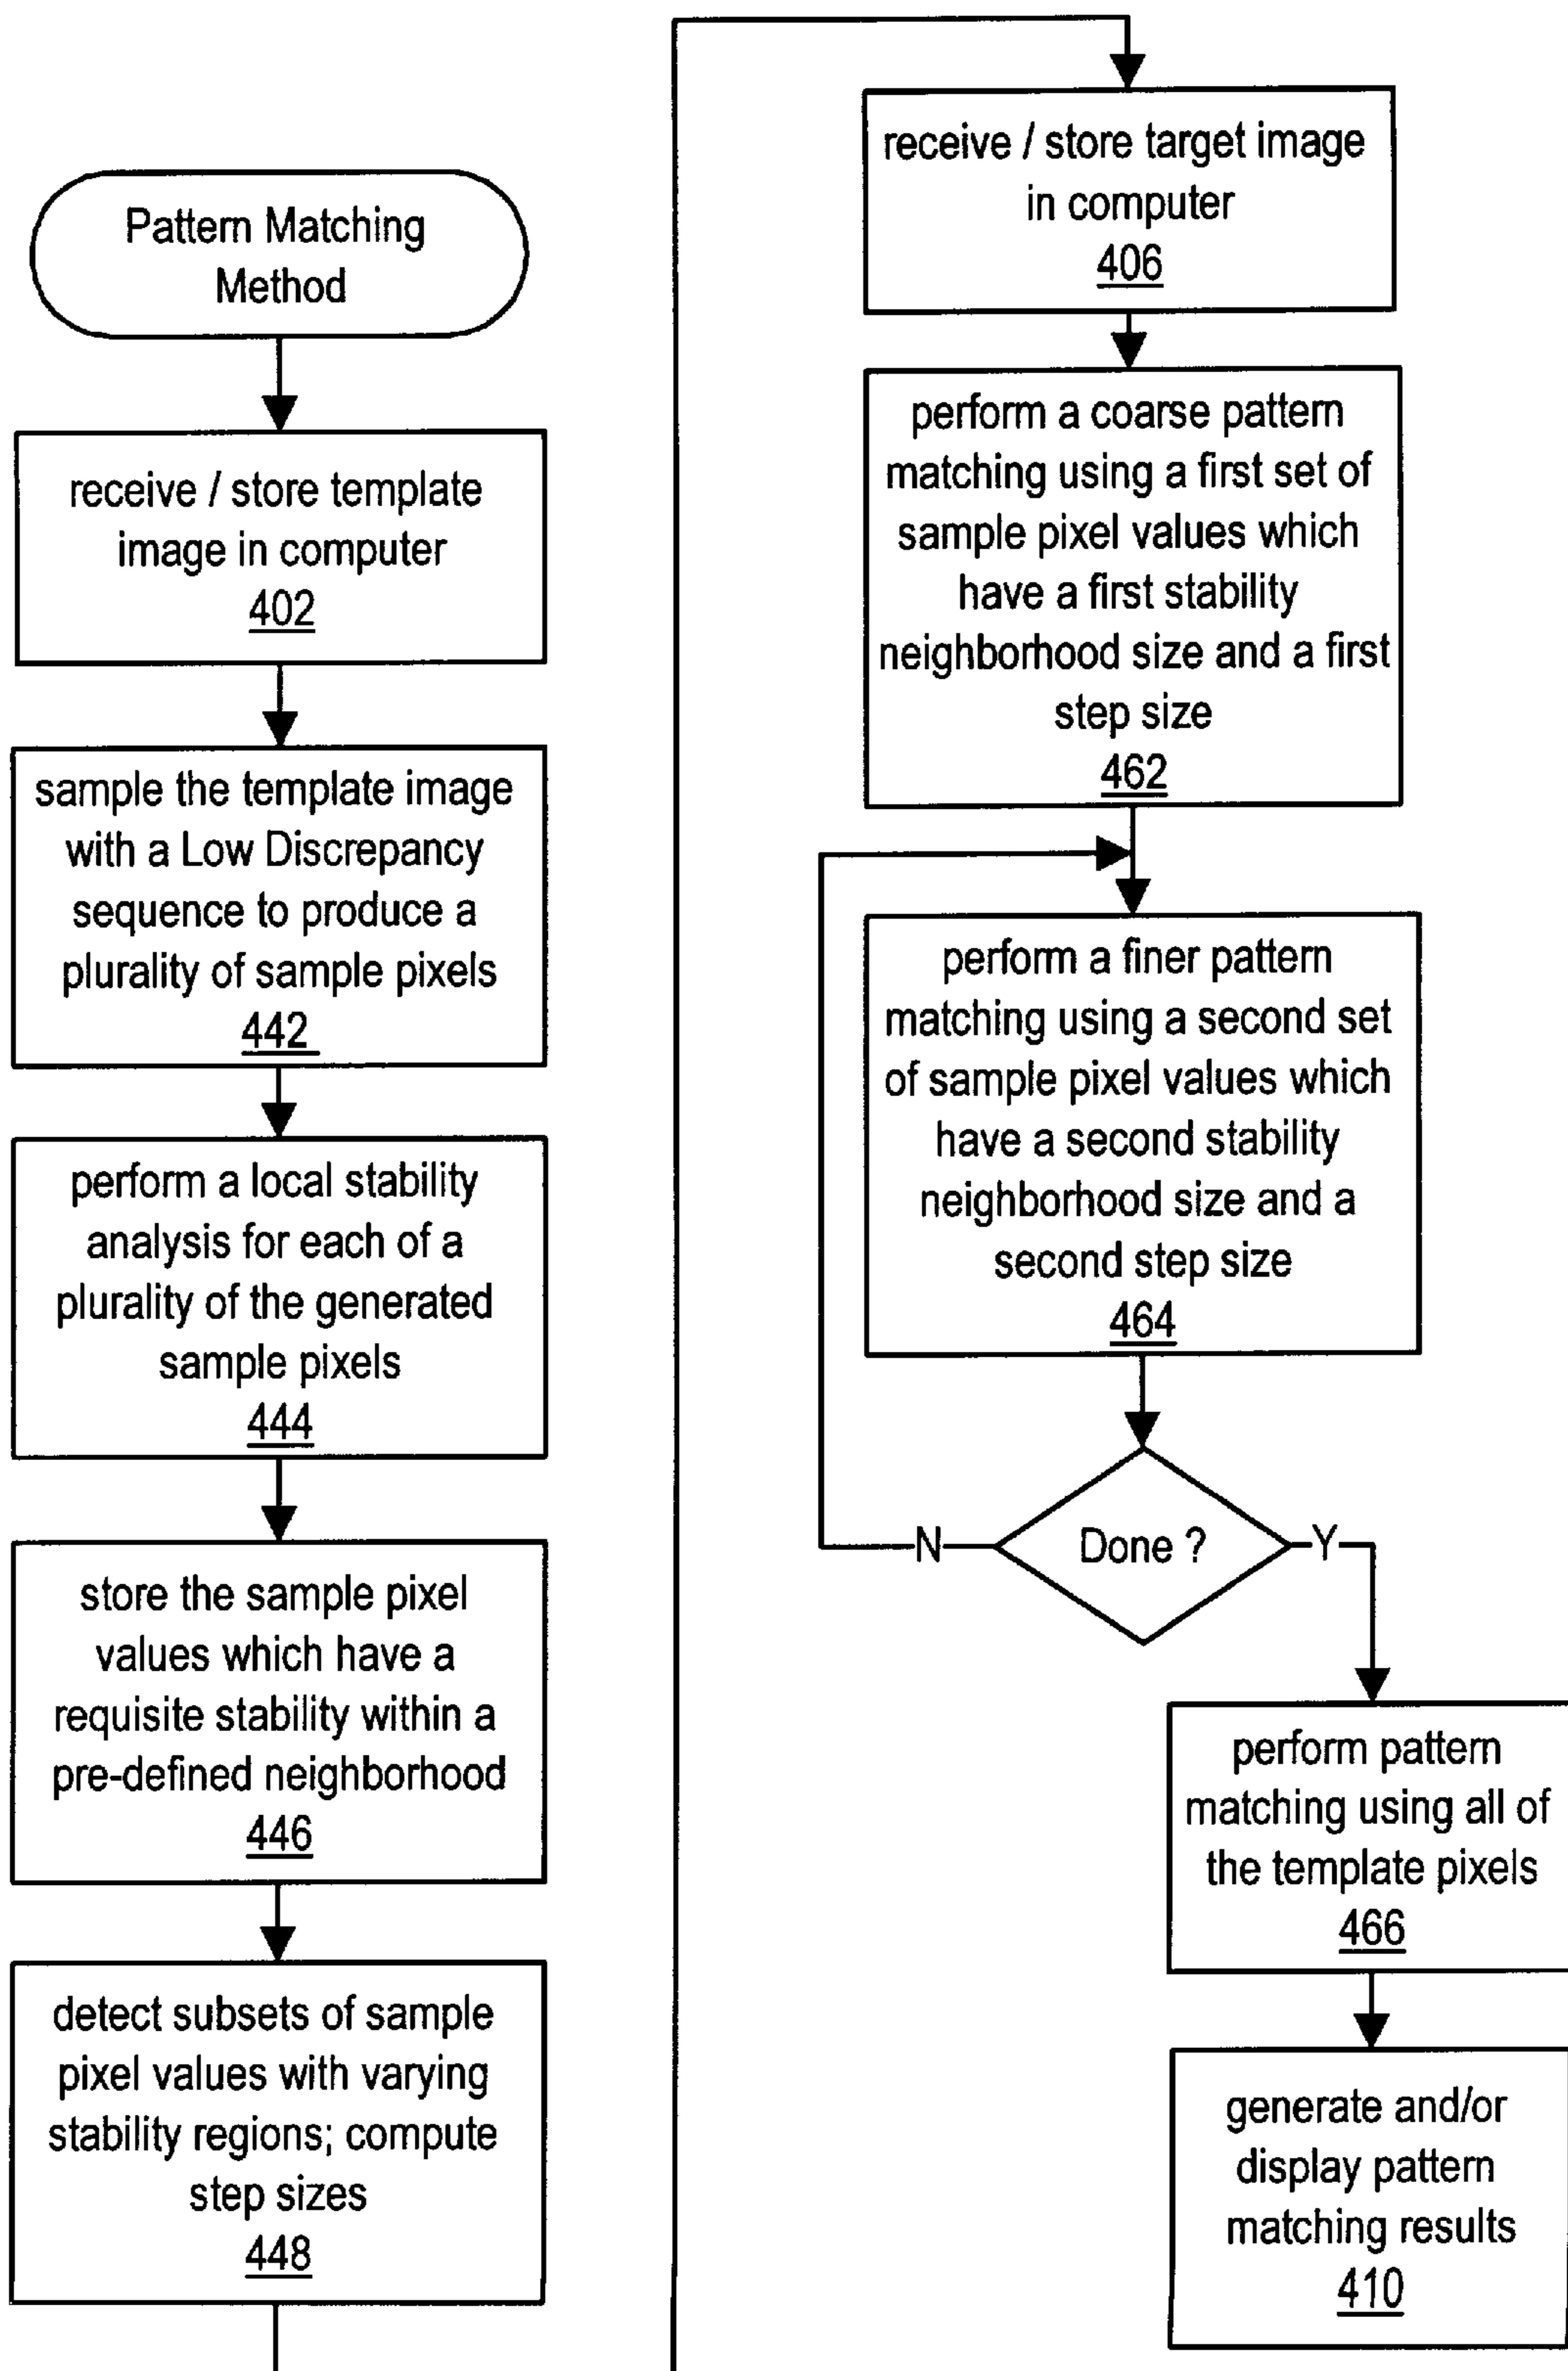 Pattern Matching
Method
receive / store template
image in computer
402
sample the template image
with a Low Discrepancy
sequence to produce a
plurality of sample pixels
442
perform a local stability
analysis for each of a
plurality of the generated
sample pixels
444
store the sample pixel
values which have a
requisite stability within a
pre-defined neighborhood
446
detect subsets of sample
pixel values with varying
stability regions; compute
step sizes
448
receive / store target image
in computer
406
perform a coarse pattern
matching using a first set of
sample pixel values which
have a first stability
neighborhood size and a first
step size
462
perform a finer pattern
matching using a second set
of sample pixel values which
have a second stability
neighborhood size and a
second step size
464
N
Done ?
Y
perform pattern
matching using all of
the template pixels
466
generate and/or
display pattern
matching results
410